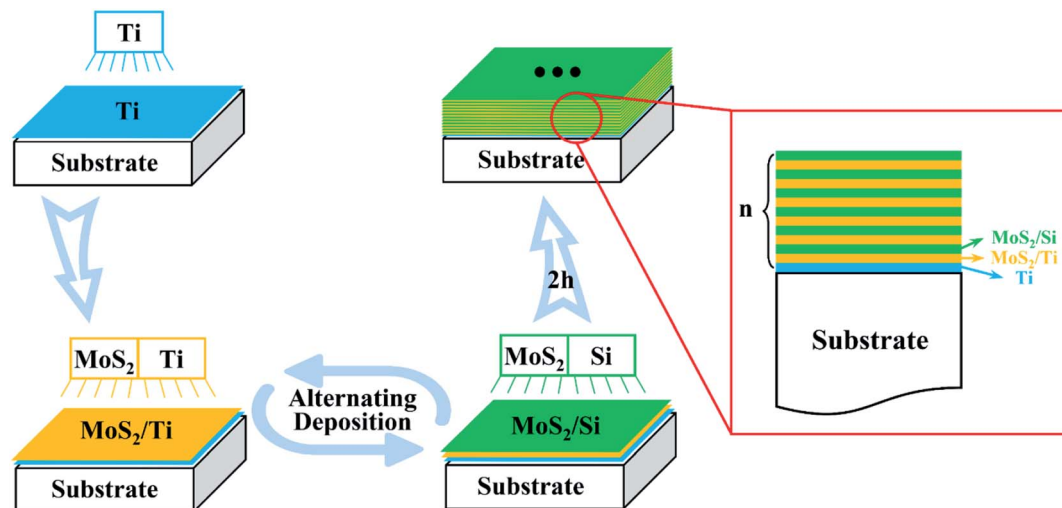 Ti
Ti
Substrate
MoS₂ Ti
MoS₂/Ti
Substrate
Alternating
Deposition
MoS₂ Si
MoS₂/Si
Substrate
2h
Substrate
n
MoS₂/Si
MoS₂/Ti
Ti
Substrate